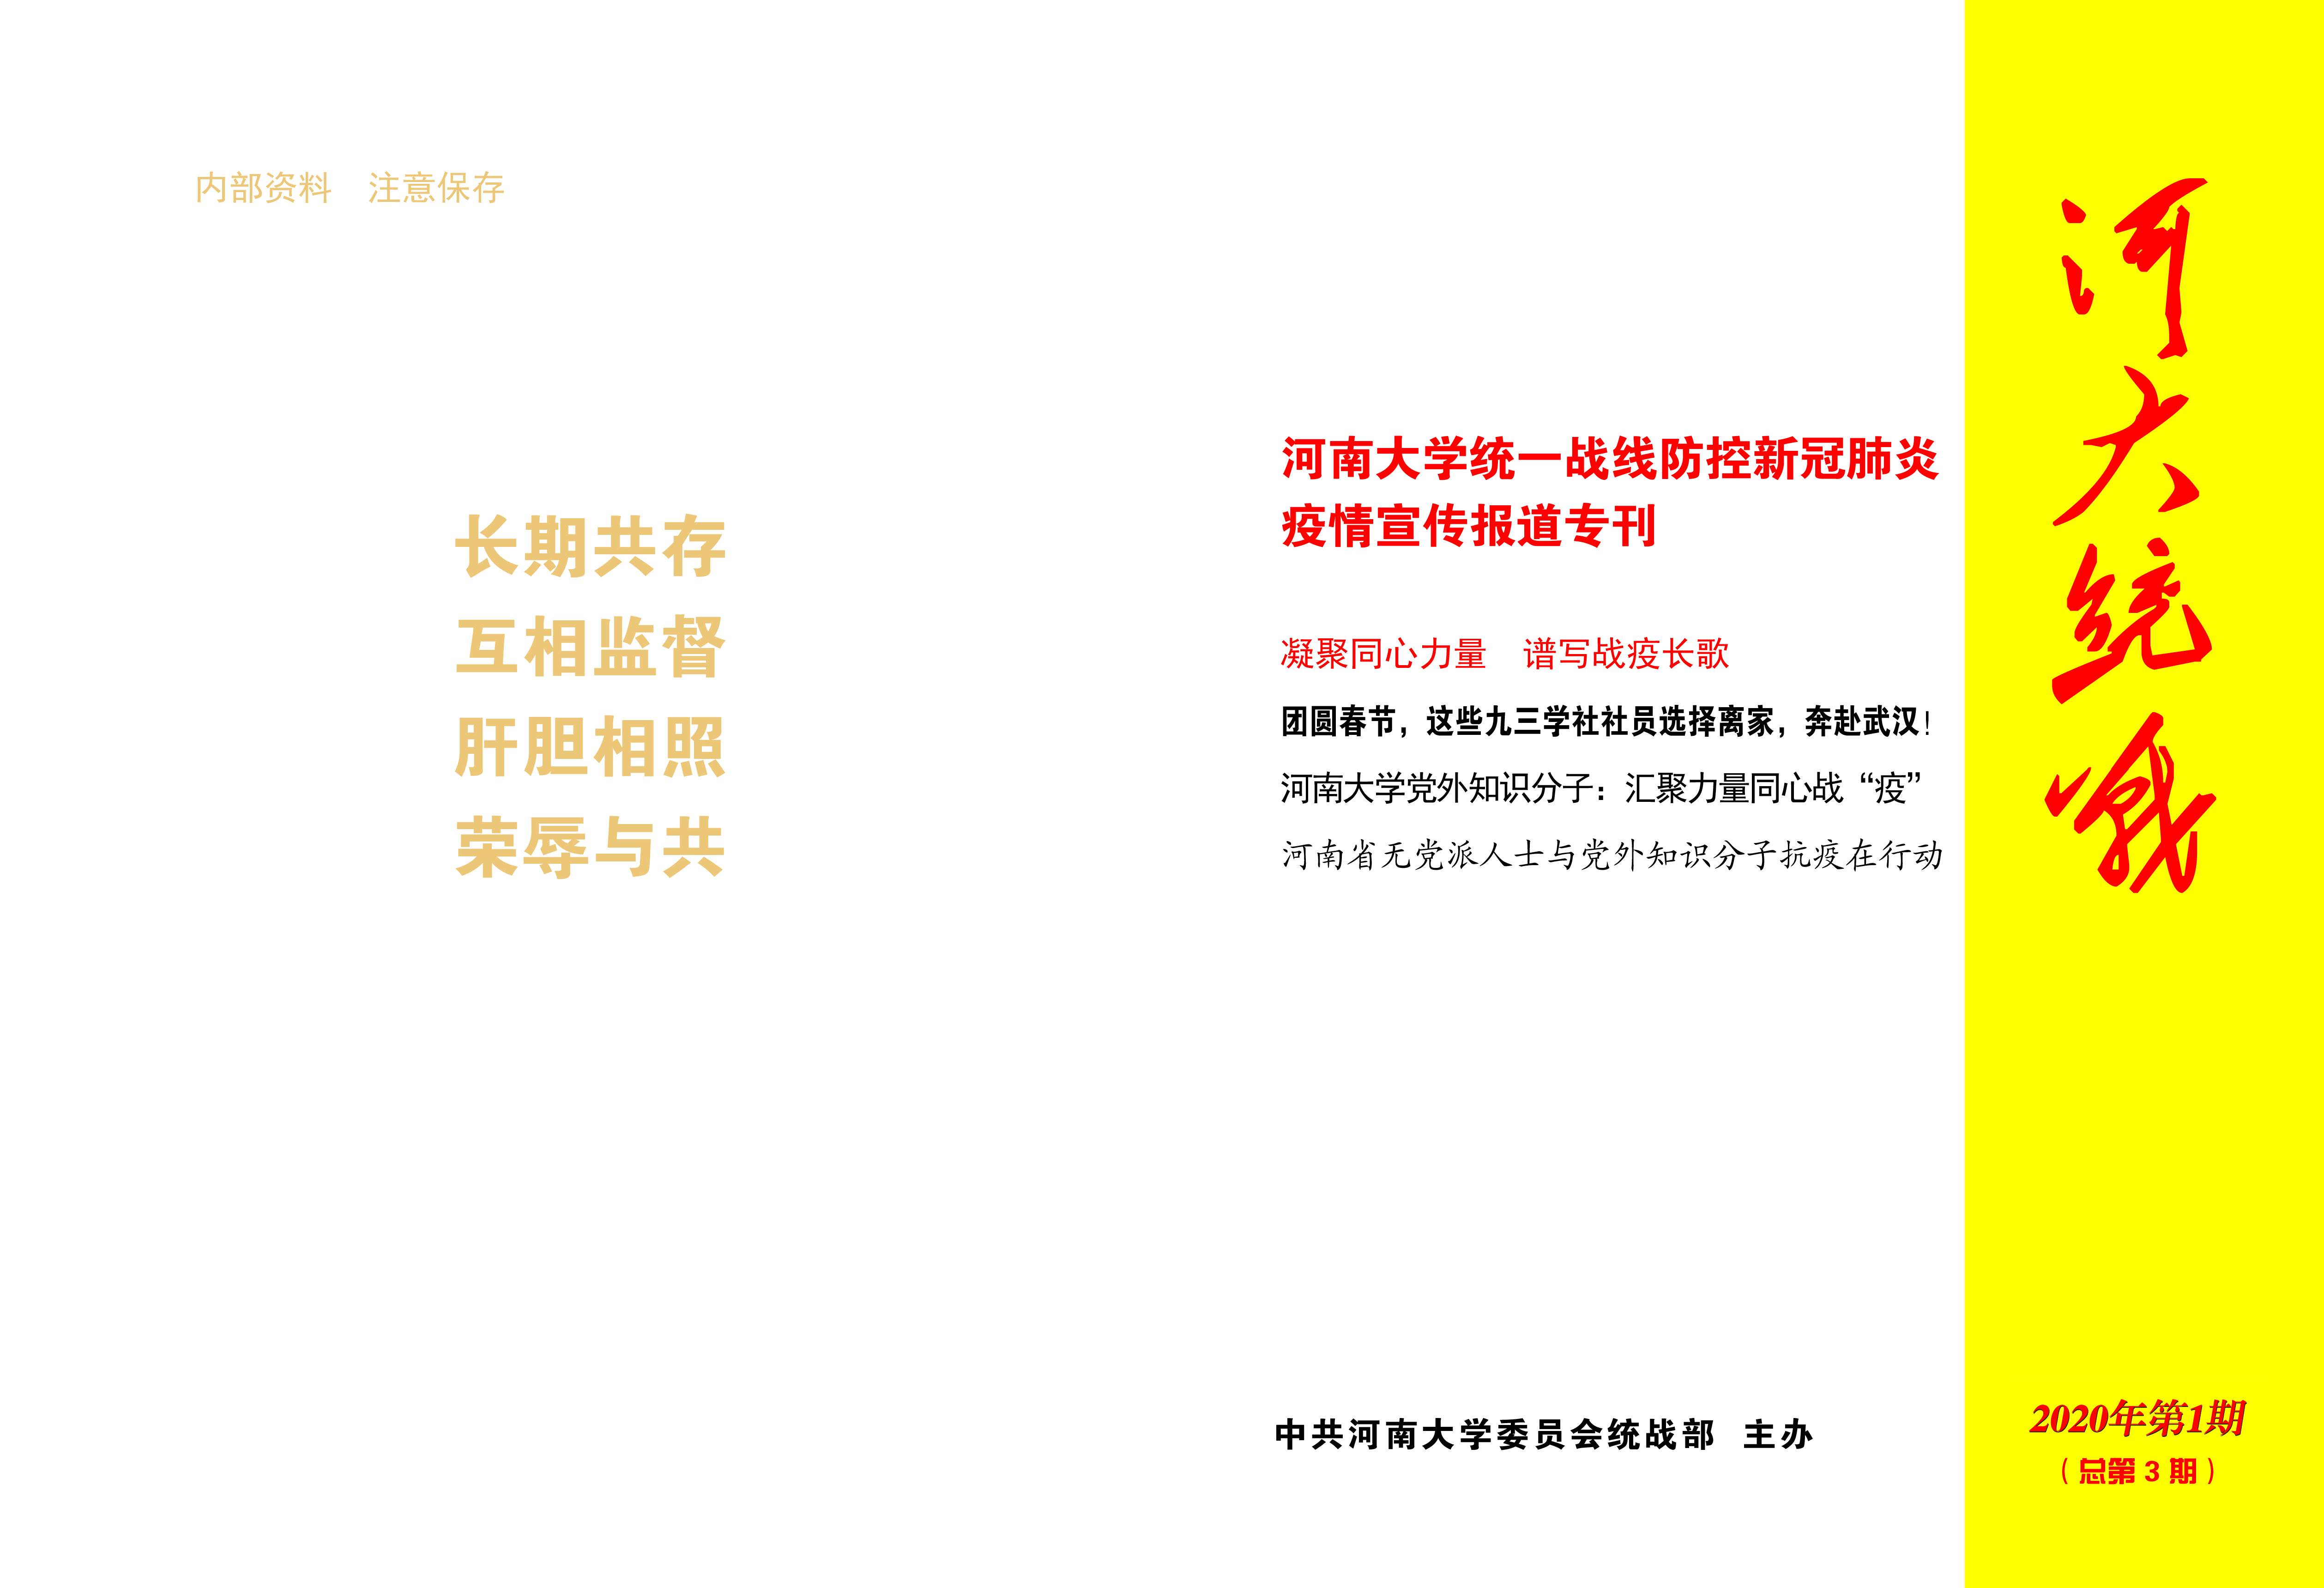 内部资料　注意保存
长期共存
互相监督
肝胆相照
荣辱与共
河南大学统一战线防控新冠肺炎
疫情宣传报道专刊
凝聚同心力量　谱写战疫长歌
团圆春节，这些九三学社社员选择离家，奔赴武汉！
河南大学党外知识分子：汇聚力量同心战“疫”
河南省无党派人士与党外知识分子抗疫在行动
中共河南大学委员会统战部 主办
河大统战
2020年第1期
（总第3期）